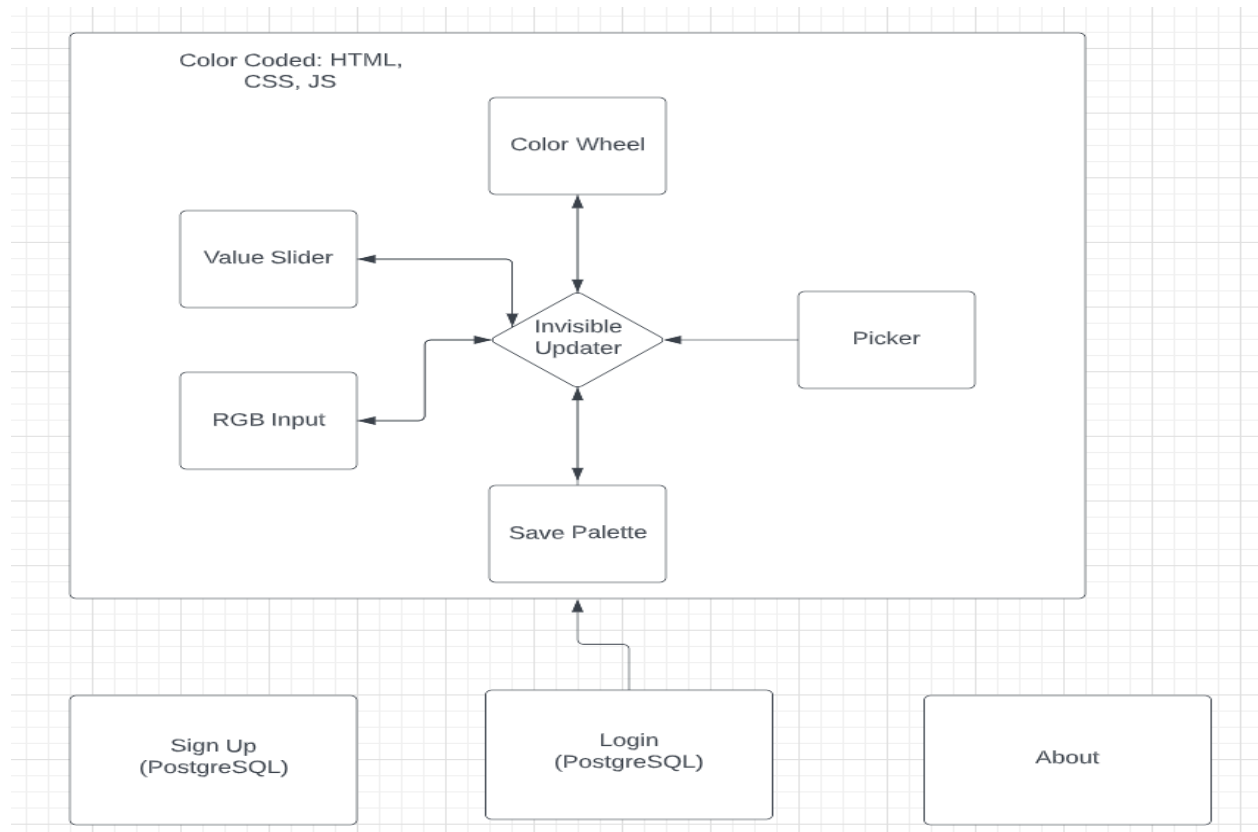 Color Coded: HTML,
CSS, JS
Color Wheel
Value Slider
Invisible
Updater
Picker
RGB Input
Save Palette
Sign Up
(PostgreSQL)
Login
(PostgreSQL)
About